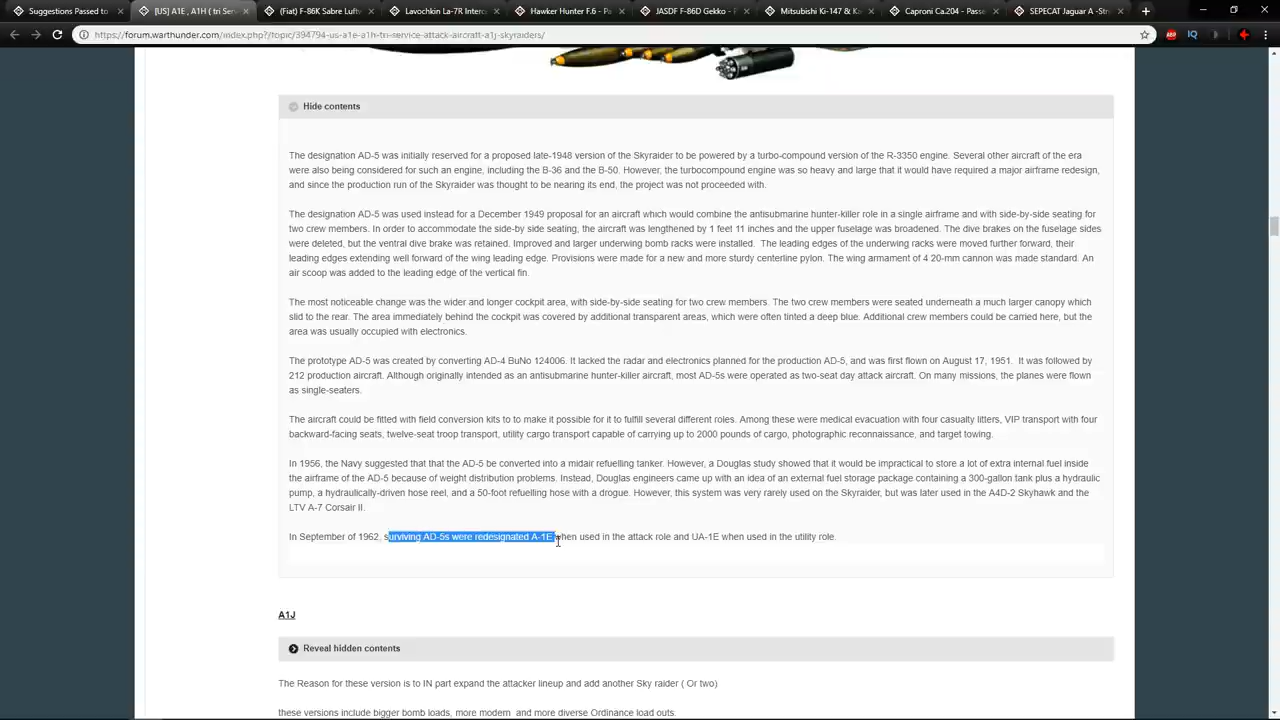 Suggestions Passed to
[US] A1E , A1H ( tri Serv
(Fiat) F-86K Sabre Lurr
Lavochkin La-7R Interc
Hawker Hunter F.6 - Pa
JASDF F-86D Gekko - P
Mitsubishi Ki-147 & Ko
Caproni Ca.204 - Passe
SEPECAT Jaguar A -Str
https://forum.warthunder.com/index.php?/topic/394794-us-a1e-a1h-tri-service-attack-aircraft-a1j-skyraiders/
Hide contents
The designation AD-5 was initially reserved for a proposed late-1948 version of the Skyraider to be powered by a turbo-compound version of the R-3350 engine. Several other aircraft of the era
were also being considered for such an engine, including the B-36 and the B-50. However, the turbocompound engine was so heavy and large that it would have required a major airframe redesign,
and since the production run of the Skyraider was thought to be nearing its end, the project was not proceeded with.
The designation AD-5 was used instead for a December 1949 proposal for an aircraft which would combine the antisubmarine hunter-killer role in a single airframe and with side-by-side seating for
two crew members. In order to accommodate the side-by side seating, the aircraft was lengthened by 1 feet 11 inches and the upper fuselage was broadened. The dive brakes on the fuselage sides
were deleted, but the ventral dive brake was retained. Improved and larger underwing bomb racks were installed.  The leading edges of the underwing racks were moved further forward, their
leading edges extending well forward of the wing leading edge. Provisions were made for a new and more sturdy centerline pylon. The wing armament of 4 20-mm cannon was made standard. An
air scoop was added to the leading edge of the vertical fin.
The most noticeable change was the wider and longer cockpit area, with side-by-side seating for two crew members. The two crew members were seated underneath a much larger canopy which
slid to the rear. The area immediately behind the cockpit was covered by additional transparent areas, which were often tinted a deep blue. Additional crew members could be carried here, but the
area was usually occupied with electronics.
The prototype AD-5 was created by converting AD-4 BuNo 124006. It lacked the radar and electronics planned for the production AD-5, and was first flown on August 17, 1951.  It was followed by
212 production aircraft. Although originally intended as an antisubmarine hunter-killer aircraft, most AD-5s were operated as two-seat day attack aircraft. On many missions, the planes were flown
as single-seaters.
The aircraft could be fitted with field conversion kits to to make it possible for it to fulfill several different roles. Among these were medical evacuation with four casualty litters, VIP transport with four
backward-facing seats, twelve-seat troop transport, utility cargo transport capable of carrying up to 2000 pounds of cargo, photographic reconnaissance, and target towing.
In 1956, the Navy suggested that that the AD-5 be converted into a midair refuelling tanker. However, a Douglas study showed that it would be impractical to store a lot of extra internal fuel inside
the airframe of the AD-5 because of weight distribution problems. Instead, Douglas engineers came up with an idea of an external fuel storage package containing a 300-gallon tank plus a hydraulic
pump, a hydraulically-driven hose reel, and a 50-foot refuelling hose with a drogue. However, this system was very rarely used on the Skyraider, but was later used in the A4D-2 Skyhawk and the
LTV A-7 Corsair II.
In September of 1962, surviving AD-5s were redesignated A-1E when used in the attack role and UA-1E when used in the utility role.
A1J
Reveal hidden contents
The Reason for these version is to IN part expand the attacker lineup and add another Sky raider ( Or two)
these versions include bigger bomb loads, more modern  and more diverse Ordinance load outs.